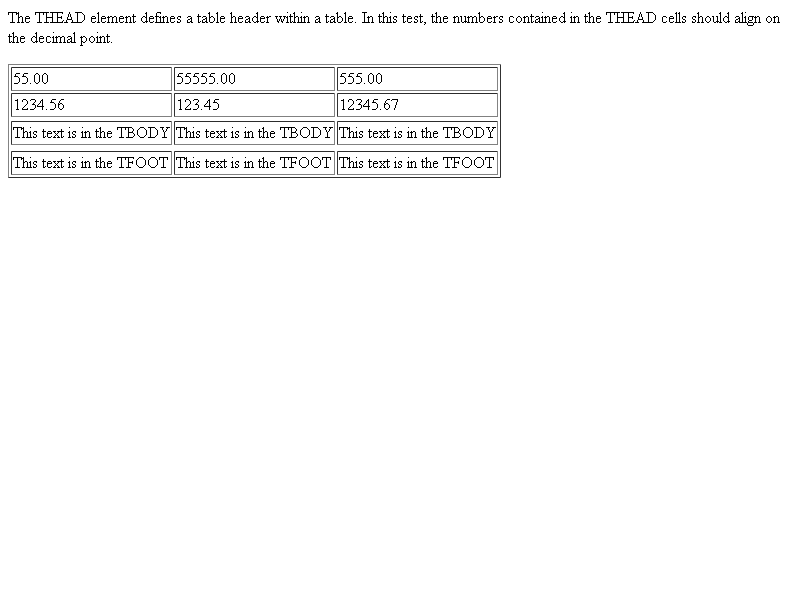 The THEAD element defines a table header within a table. In this test, the numbers contained in the THEAD cells should align on
the decimal point.
55.00 55555.00 555.00
1234.56 123.45 12345.67
This text is in the TBODY This text is in the TBODY This text is in the TBODY
This text is in the TFOOT This text is in the TFOOT This text is in the TFOOT